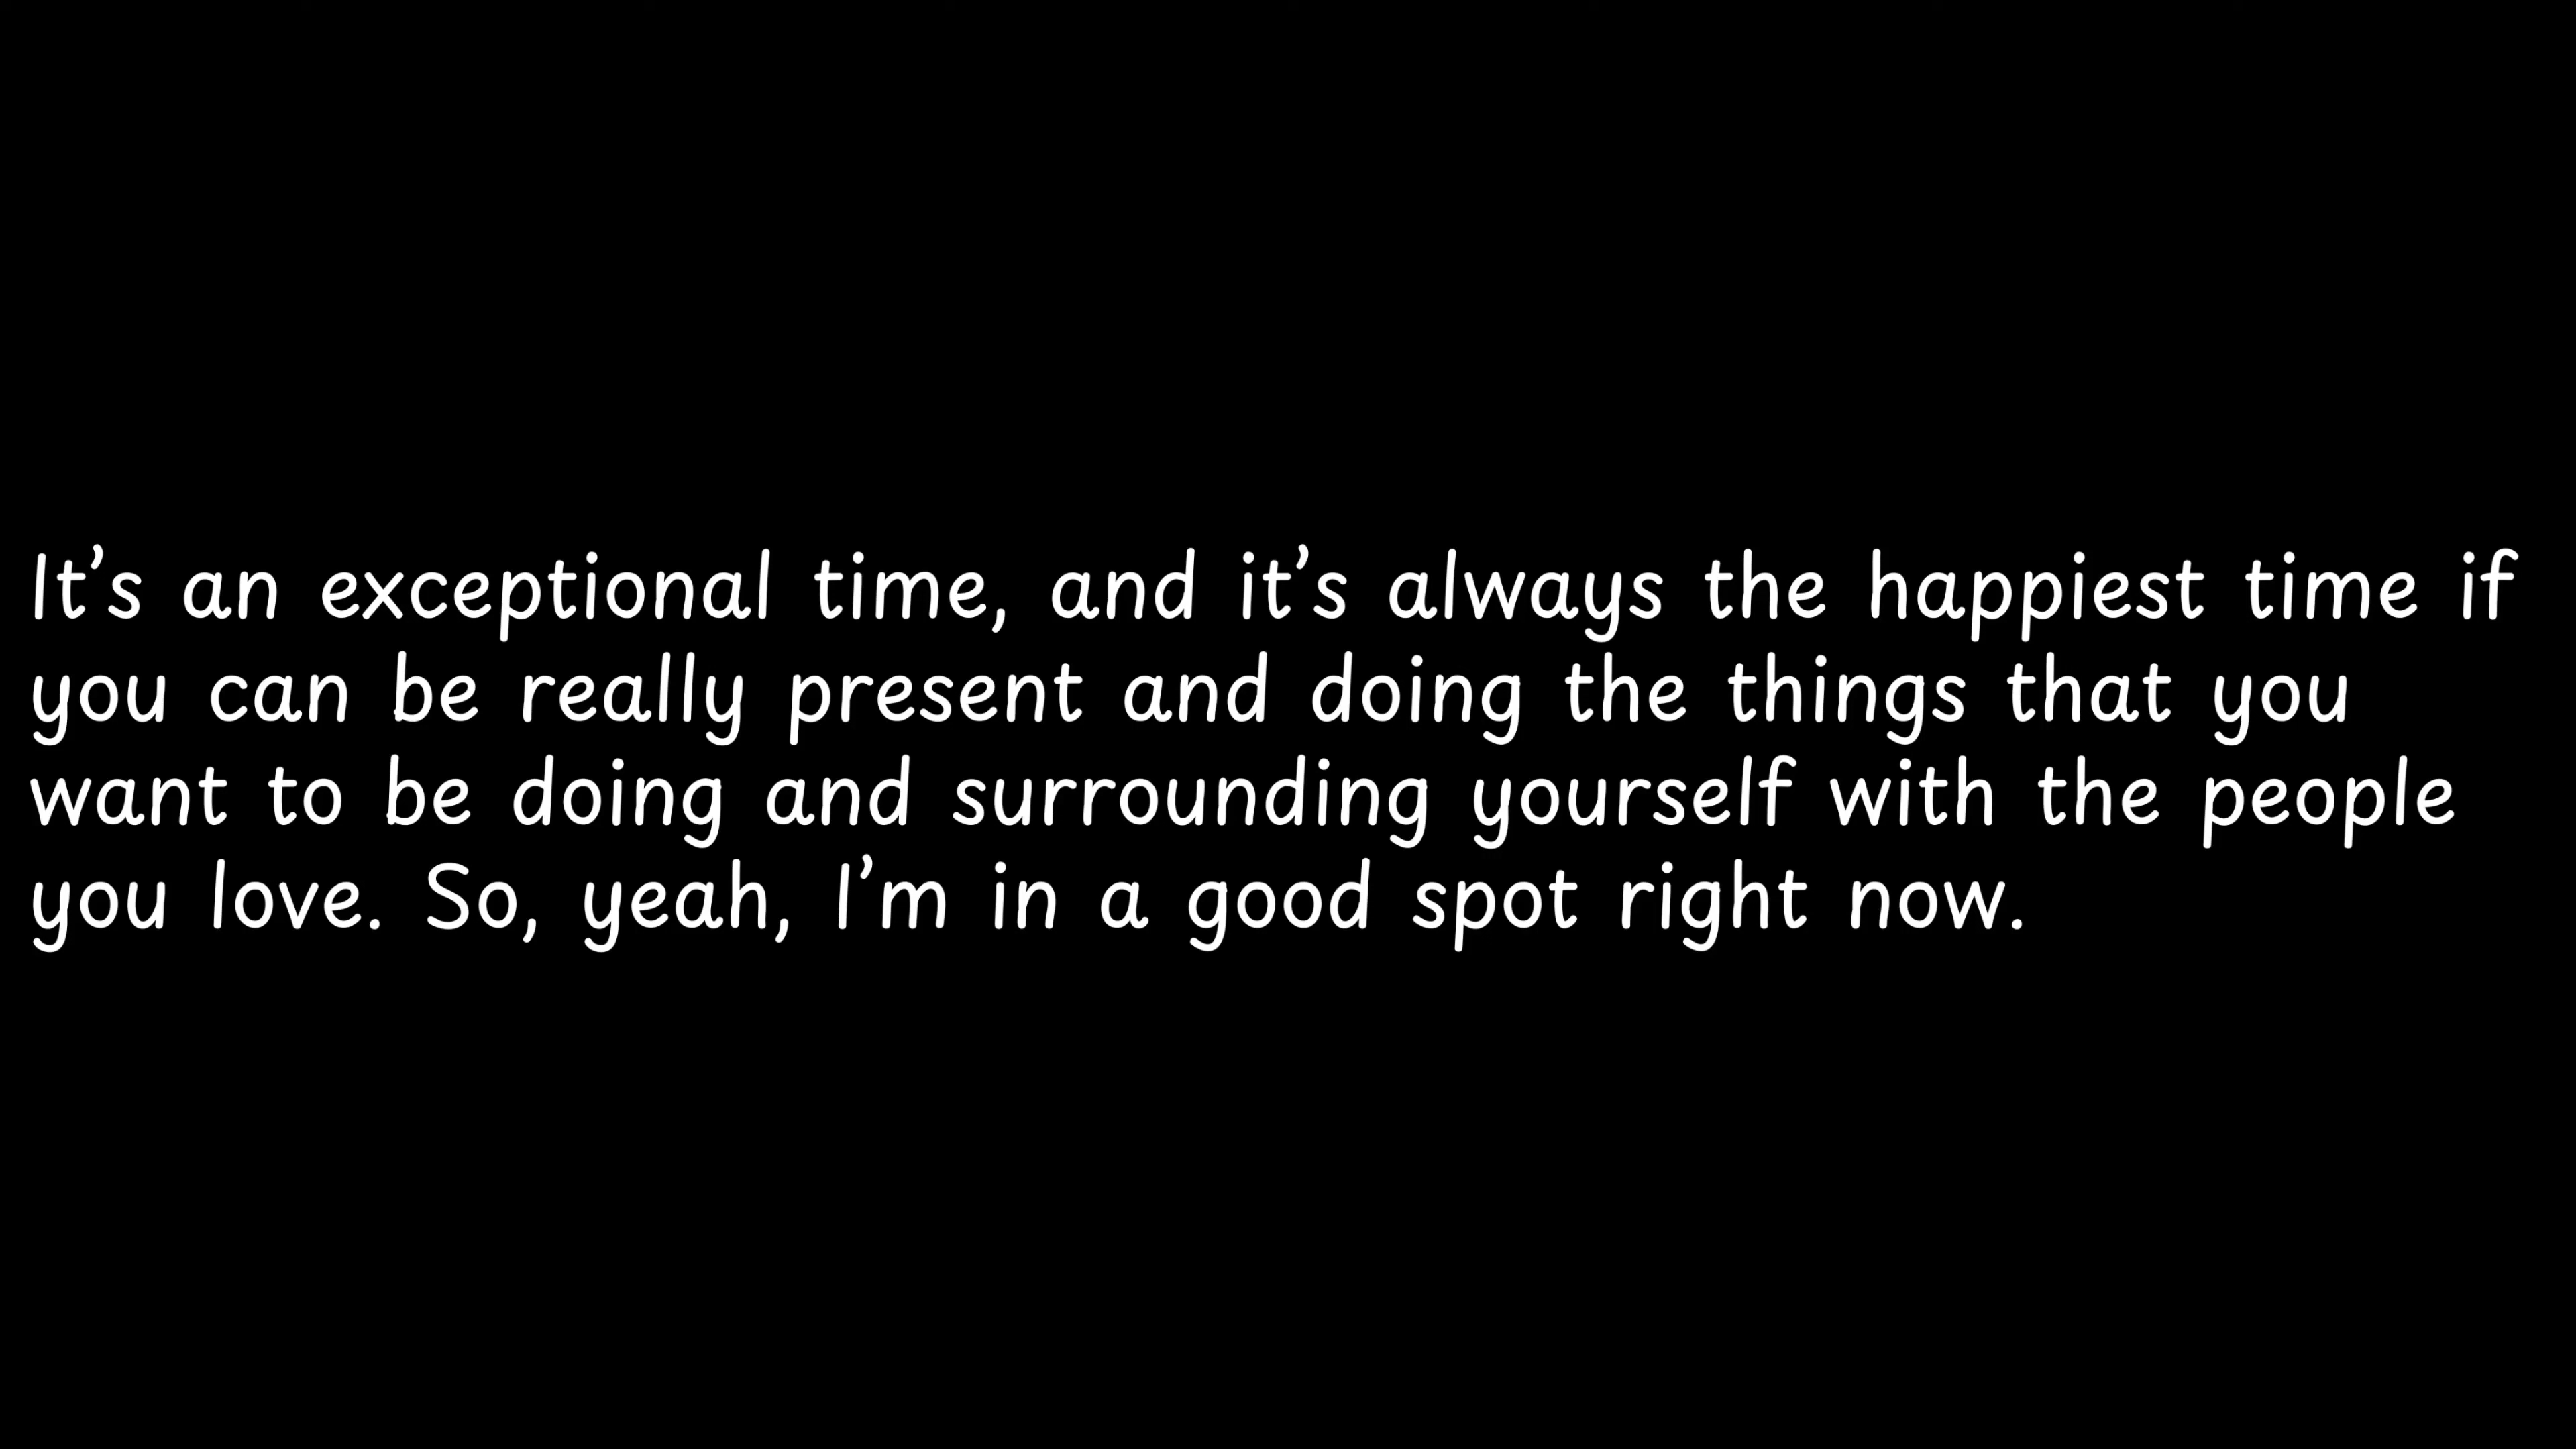 It’s an exceptional time, and it’s always the happiest time if
you can be really present and doing the things that you
want to be doing and surrounding yourself with the people
you love. So, yeah, I’m in a good spot right now.